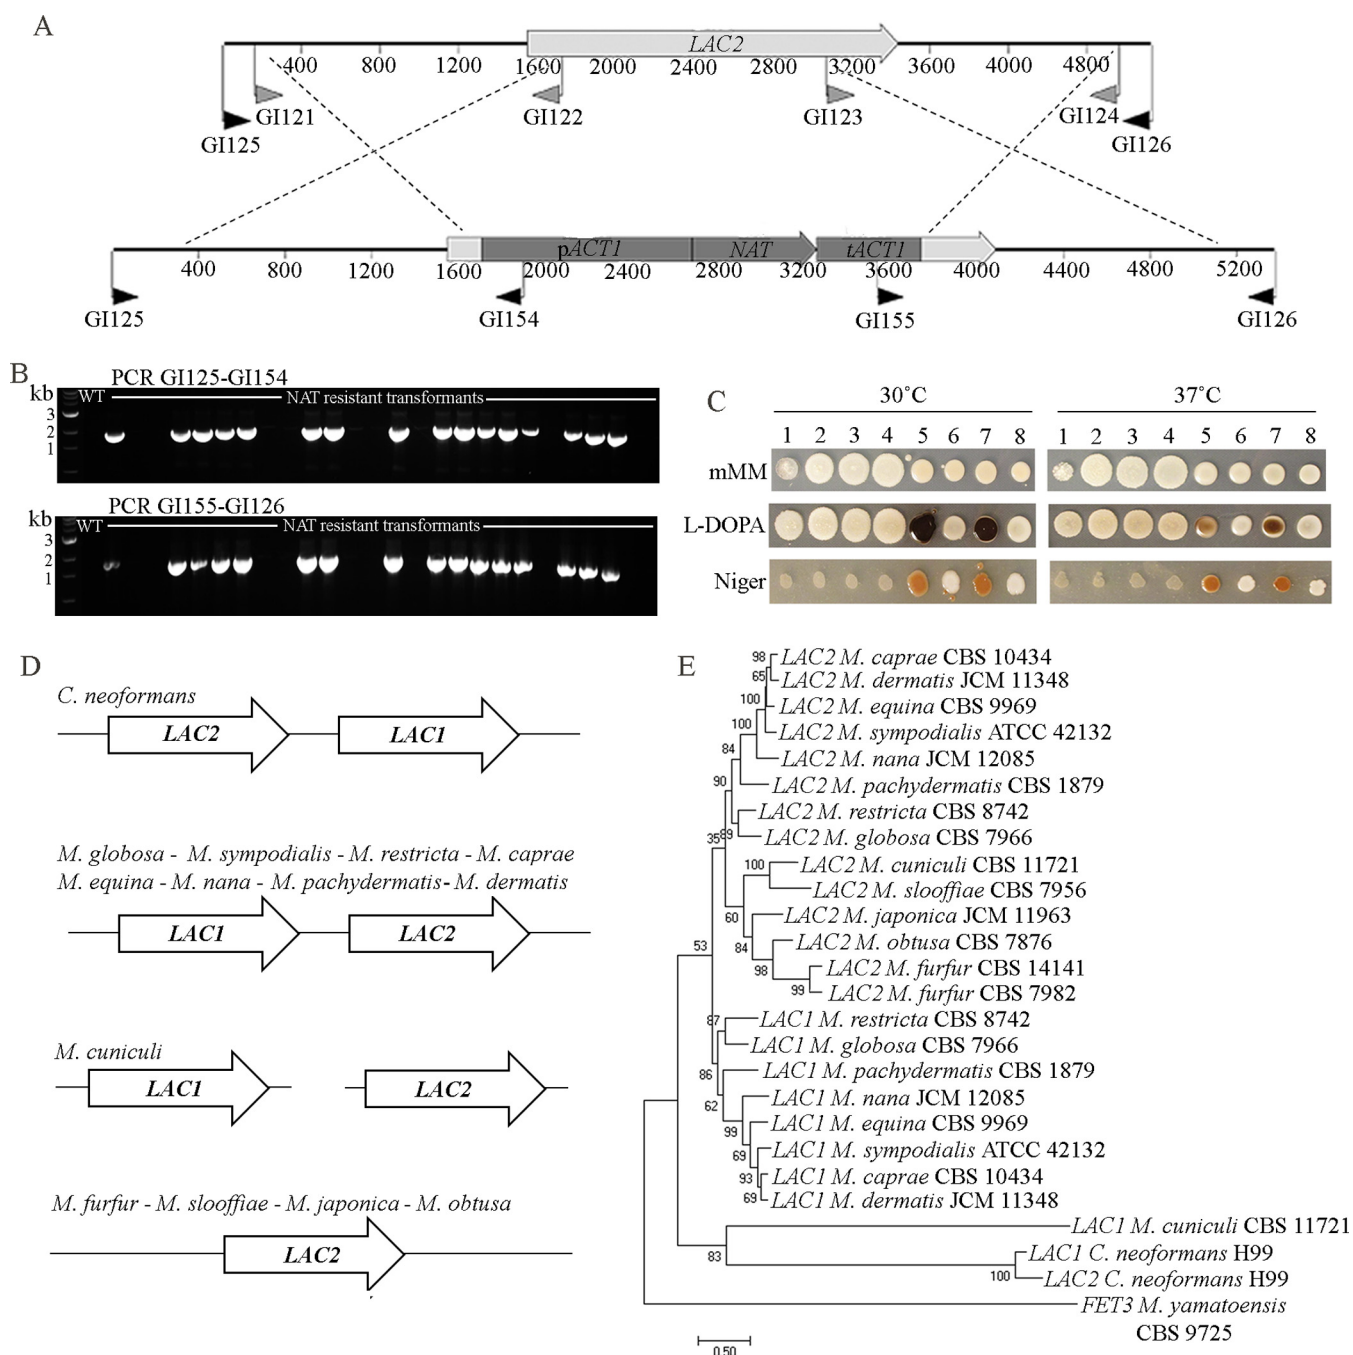 A
LAC2
400 800 1200 1600 2000 2400 2800 3200 3600 4000 4800
GI121 GI122 GI123 GI124
GI125 GI126
pACT1 NAT tACT1
400 800 1200 1600 2000 2400 2800 3200 3600 4000 4400 4800 5200
GI125 GI154 GI155 GI126
B
PCR GI125-GI154
kb WT NAT resistant transformants
3
2
1
PCR GI155-GI126
kb WT NAT resistant transformants
3
2
1
C
30°C 37°C
1 2 3 4 5 6 7 8 1 2 3 4 5 6 7 8
mMM
L-DOPA
Niger
D
C. neoformans
LAC2 LAC1
M. globosa - M. sympodialis - M. restricta - M. caprae
M. equina - M. nana - M. pachydermatis - M. dermatis
LAC1 LAC2
M. cuniculi
LAC1 LAC2
M. furfur - M. slooffiae - M. japonica - M. obtusa
LAC2
E
98 LAC2 M. caprae CBS 10434
65 LAC2 M. dermatis JCM 11348
100 LAC2 M. equina CBS 9969
100 LAC2 M. sympodialis ATCC 42132
84 LAC2 M. nana JCM 12085
90 LAC2 M. pachydermatis CBS 1879
LAC2 M. restricta CBS 8742
35 89 LAC2 M. globosa CBS 7966
100 LAC2 M. cuniculi CBS 11721
LAC2 M. slooffiae CBS 7956
60 LAC2 M. japonica JCM 11963
53 84 LAC2 M. obtusa CBS 7876
98 LAC2 M. furfur CBS 14141
99 LAC2 M. furfur CBS 7982
87 LAC1 M. restricta CBS 8742
LAC1 M. globosa CBS 7966
86 LAC1 M. pachydermatis CBS 1879
62 LAC1 M. nana JCM 12085
99 LAC1 M. equina CBS 9969
69 LAC1 M. sympodialis ATCC 42132
93 LAC1 M. caprae CBS 10434
69 LAC1 M. dermatis JCM 11348
LAC1 M. cuniculi CBS 11721
83 LAC1 C. neoformans H99
100 LAC2 C. neoformans H99
FET3 M. yamatoensis
CBS 9725
0.50